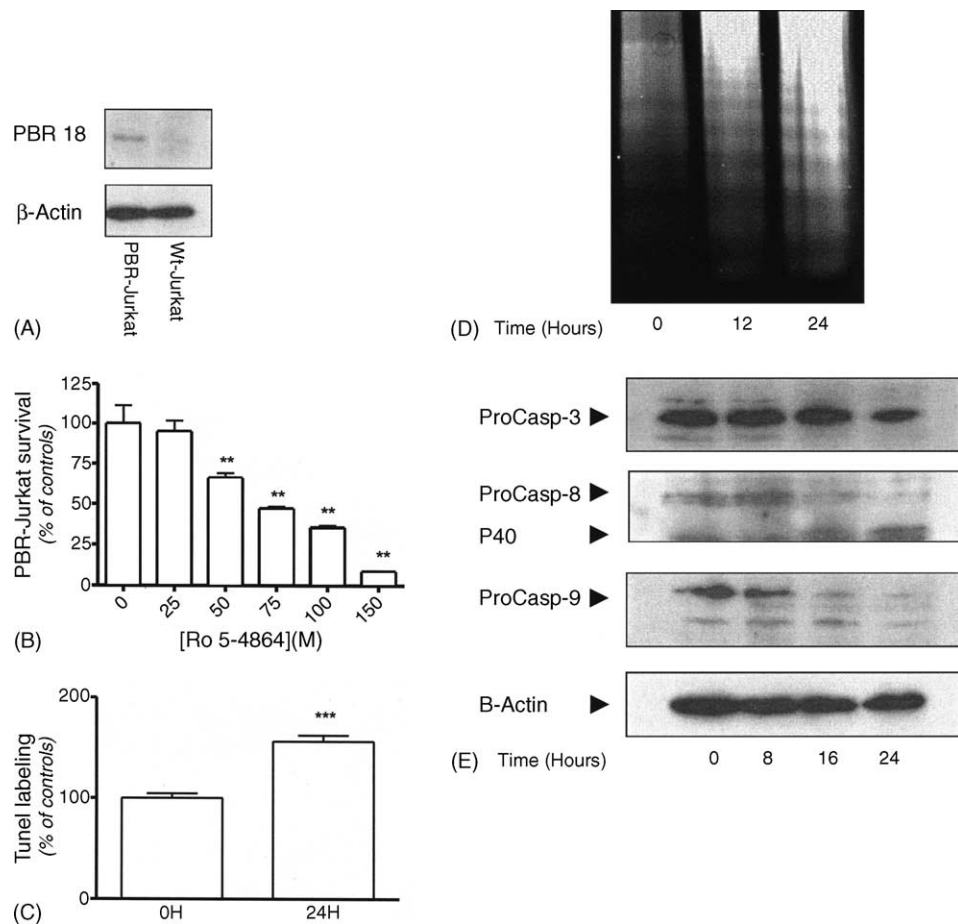 PBR 18
β-Actin
PBR-Jurkat
Wt-Jurkat
(A)
125
100
75
50
25
0
PBR-Jurkat survival
(% of controls)
**
**
**
**
0
25
50
75
100
150
[Ro 5-4864](M)
(B)
200
100
0
Tunel labeling
(% of controls)
***
0H
24H
(C)
(D) Time (Hours) 0 12 24
ProCasp-3
ProCasp-8
P40
ProCasp-9
B-Actin
(E) Time (Hours) 0 8 16 24